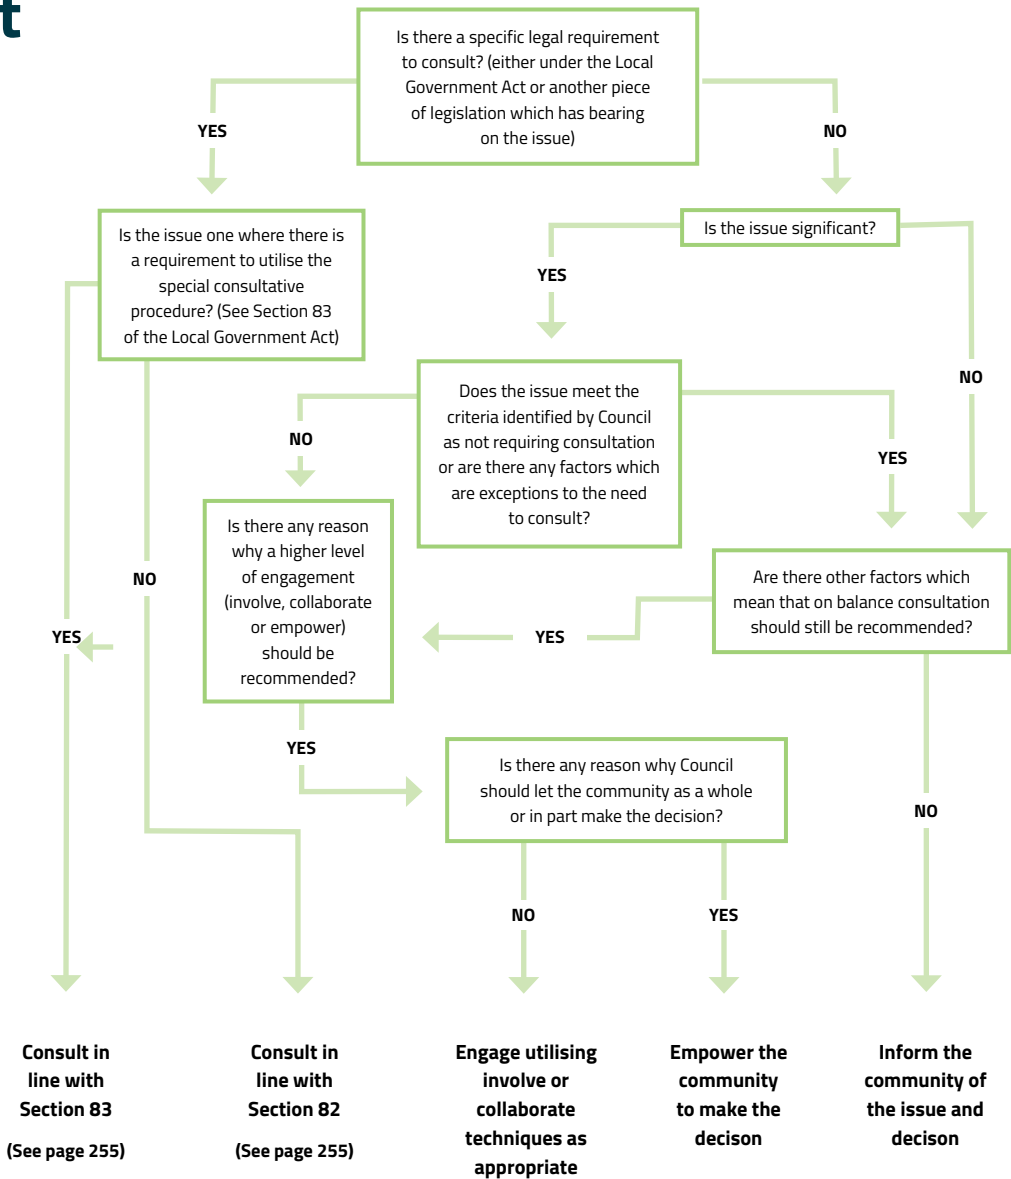 t
Is there a specific legal requirement
to consult? (either under the Local
Government Act or another piece
of legislation which has bearing
on the issue)
YES
NO
Is the issue one where there is
a requirement to utilise the
special consultative
procedure? (See Section 83
of the Local Government Act)
Is the issue significant?
YES
NO
Does the issue meet the
criteria identified by Council
as not requiring consultation
or are there any factors which
are exceptions to the need
to consult?
NO
YES
Is there any reason
why a higher level
of engagement
(involve, collaborate
or empower)
should be
recommended?
Are there other factors which
mean that on balance consultation
should still be recommended?
NO
YES
YES
YES
Is there any reason why Council
should let the community as a whole
or in part make the decision?
NO
NO
YES
Consult in
line with
Section 83
(See page 255)
Consult in
line with
Section 82
(See page 255)
Engage utilising
involve or
collaborate
techniques as
appropriate
Empower the
community
to make the
decison
Inform the
community of
the issue and
decison